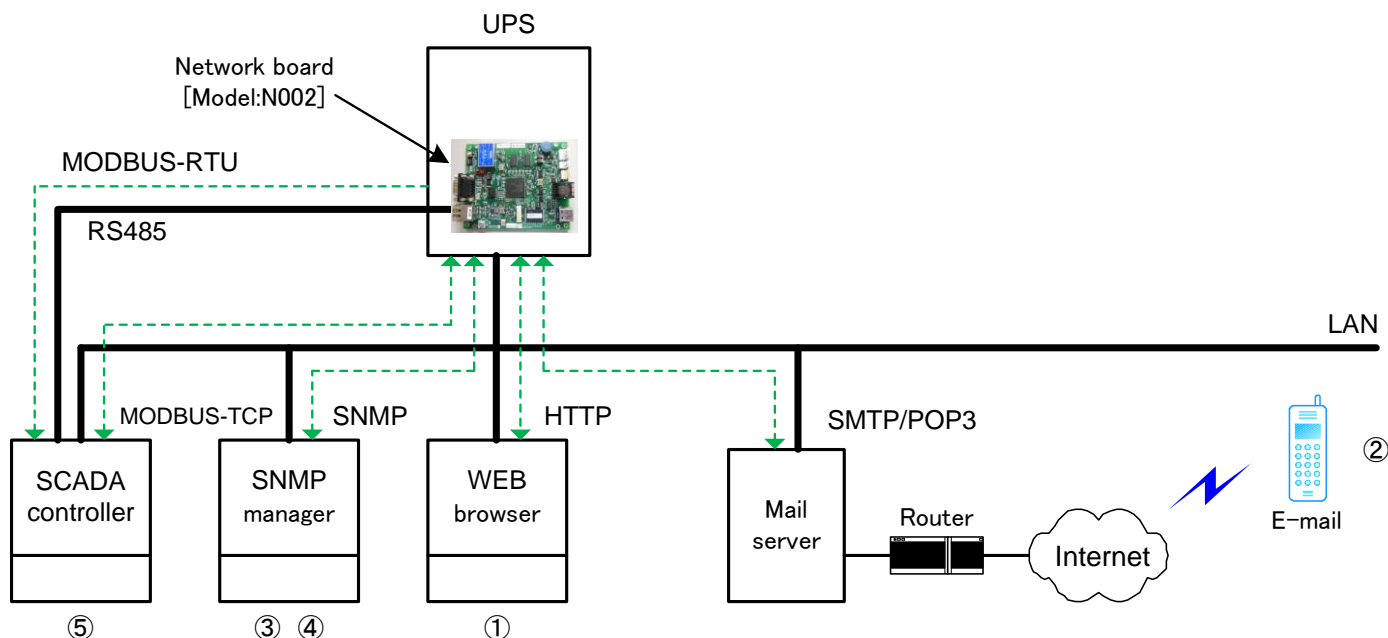 UPS
Network board
[Model:N002]
MODBUS-RTU
RS485
LAN
MODBUS-TCP
SNMP
HTTP
SMTP/POP3
SCADA
controller
SNMP
manager
WEB
browser
Mail
server
Router
Internet
E-mail
②
⑤
③ ④
①